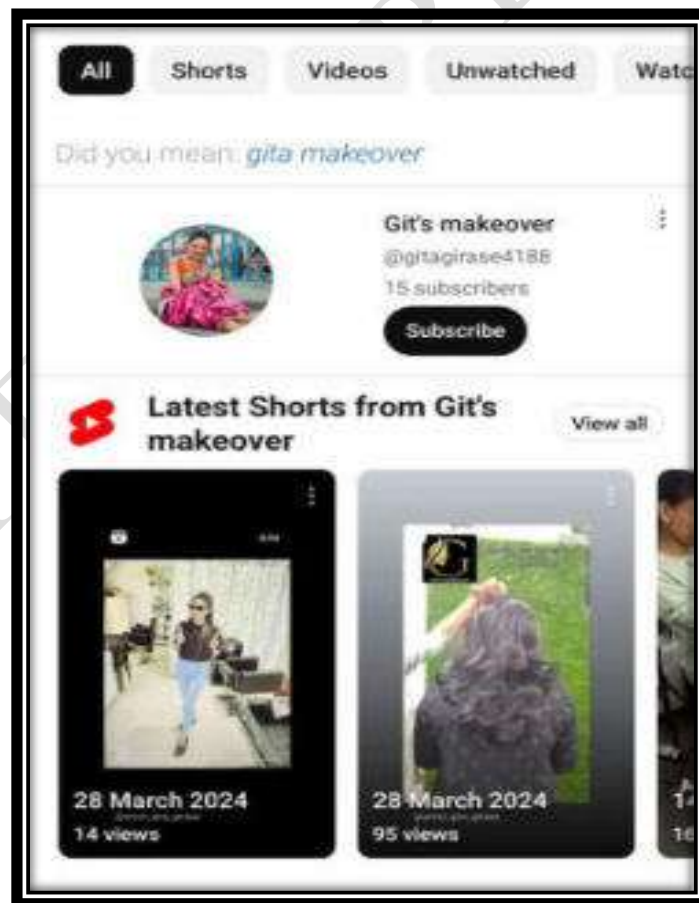 All Shorts Videos Unwatched Watc
Did you mean: gita makeover
Git's makeover
@gitagirase4188
15 subscribers
Subscribe
Latest Shorts from Git's
makeover
View all
G
28 March 2024
14 views
28 March 2024
95 views